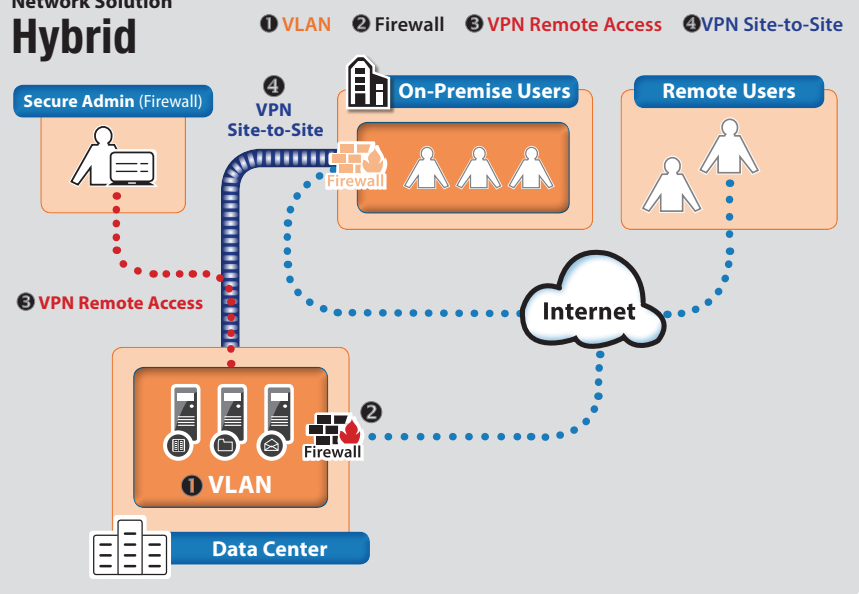 Network Solution
Hybrid
❶ VLAN ❷ Firewall ❸ VPN Remote Access ❹VPN Site-to-Site
Secure Admin (Firewall)
❹
VPN
Site-to-Site
On-Premise Users
Firewall
Remote Users
❸ VPN Remote Access
Internet
❷
Firewall
❶ VLAN
Data Center